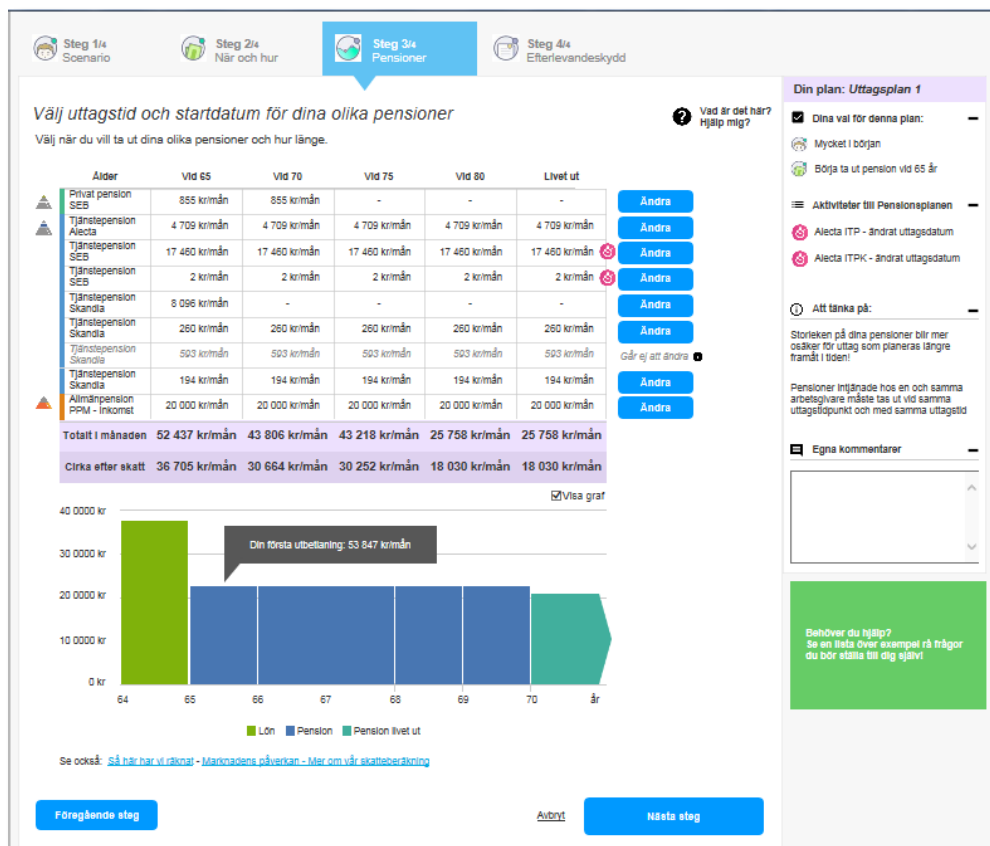 Steg 1/4
Scenario
Steg 2/4
När och hur
Steg 3/4
Pensioner
Steg 4/4
Efterlevandeskydd
Välj uttagstid och startdatum för dina olika pensioner
Välj när du vill ta ut dina olika pensioner och hur länge.
Vad är det här?
Hjälp mig?
Ålder Vid 65 Vid 70 Vid 75 Vid 80 Livet ut
Privat pension
SEB
855 kr/mån 855 kr/mån - - -
Ändra
Tjänstepension
Alecta
4 709 kr/mån 4 709 kr/mån 4 709 kr/mån 4 709 kr/mån 4 709 kr/mån
Ändra
Tjänstepension
SEB
17 460 kr/mån 17 460 kr/mån 17 460 kr/mån 17 460 kr/mån 17 460 kr/mån
Ändra
Tjänstepension
SEB
2 kr/mån 2 kr/mån 2 kr/mån 2 kr/mån 2 kr/mån
Ändra
Tjänstepension
Skandia
8 096 kr/mån - - - -
Ändra
Tjänstepension
Skandia
260 kr/mån 260 kr/mån 260 kr/mån 260 kr/mån 260 kr/mån
Ändra
Tjänstepension
Skandia
593 kr/mån 593 kr/mån 593 kr/mån 593 kr/mån 593 kr/mån
Går ej att ändra
Tjänstepension
Skandia
194 kr/mån 194 kr/mån 194 kr/mån 194 kr/mån 194 kr/mån
Ändra
Allmänpension
PPM - Inkomst
20 000 kr/mån 20 000 kr/mån 20 000 kr/mån 20 000 kr/mån 20 000 kr/mån
Ändra
Totalt i månaden 52 437 kr/mån 43 806 kr/mån 43 218 kr/mån 25 758 kr/mån 25 758 kr/mån
Cirka efter skatt 36 705 kr/mån 30 664 kr/mån 30 252 kr/mån 18 030 kr/mån 18 030 kr/mån
Visa graf
40 0000 kr
30 0000 kr
20 0000 kr
10 0000 kr
0 kr
Din första utbetlaning: 53 847 kr/mån
64 65 66 67 68 69 70 år
Lön Pension Pension livet ut
Se också: Så här har vi räknat - Marknadens påverkan - Mer om vår skatteberäkning
Föregående steg
Avbryt
Nästa steg
Din plan: Uttagsplan 1
Dina val för denna plan:
Mycket i början
Börja ta ut pension vid 65 år
Aktiviteter till Pensionsplanen
Alecta ITP - ändrat uttagsdatum
Alecta ITPK - ändrat uttagsdatum
Att tänka på:
Storleken på dina pensioner blir mer
osäker för uttag som planeras längre
framåt i tiden!
Pensioner intjänade hos en och samma
arbetsgivare måste tas ut vid samma
uttagstidpunkt och med samma uttagstid
Egna kommentarer
Behöver du hjälp?
Se en lista över exempel rå frågor
du bör ställa till dig själv!